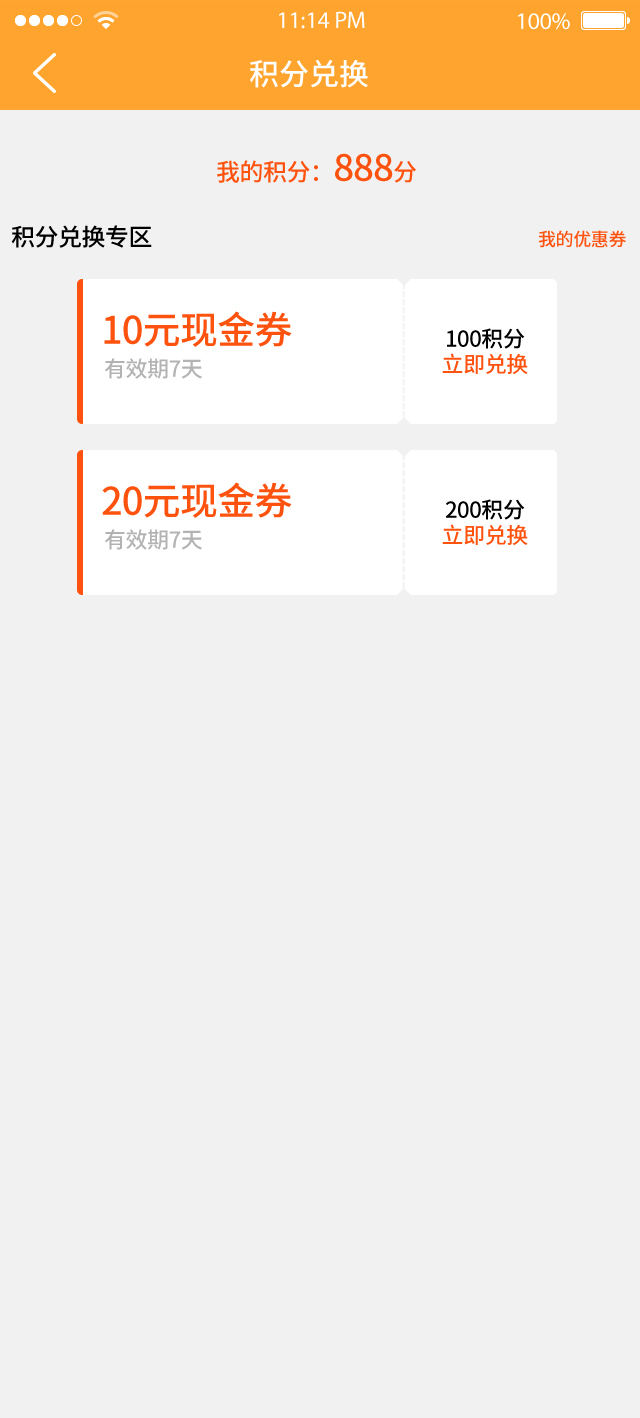 11:14 PM
100%
积分兑换
我的积分：888分
积分兑换专区
我的优惠券
10元现金券
有效期7天
100积分
立即兑换
20元现金券
有效期7天
200积分
立即兑换